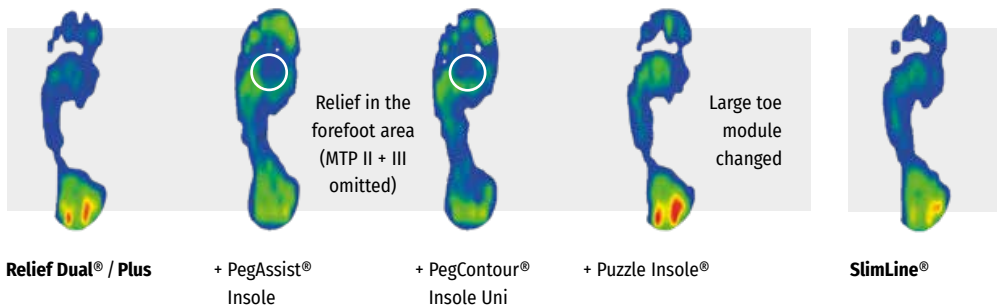 Relief in the
forefoot area
(MTP II + III
omitted)
Large toe
module
changed
Relief Dual® / Plus
+ PegAssist®
Insole
+ PegContour®
Insole Uni
+ Puzzle Insole®
SlimLine®